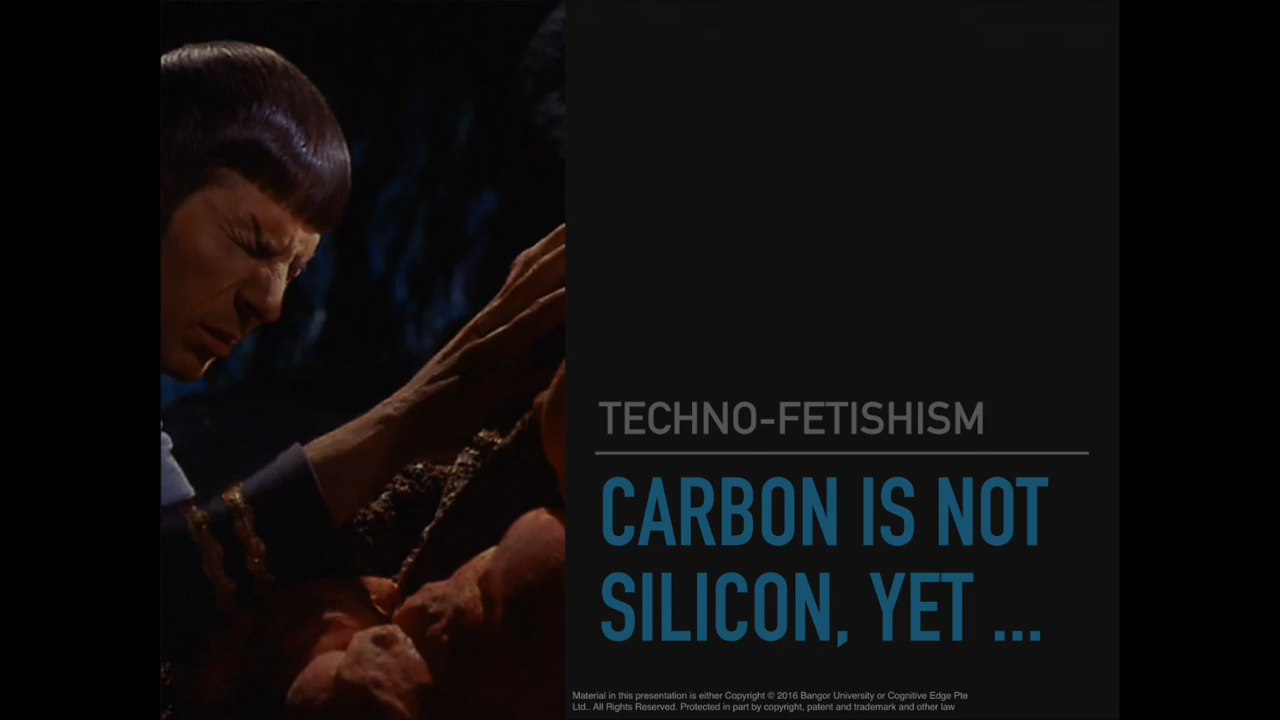 TECHNO-FETISHISM
CARBON IS NOT
SILICON, YET ...
Material in this presentation is either Copyright © 2016 Bangor University or Cognitive Edge Pte
Ltd.. All Rights Reserved. Protected in part by copyright, patent and trademark and other law